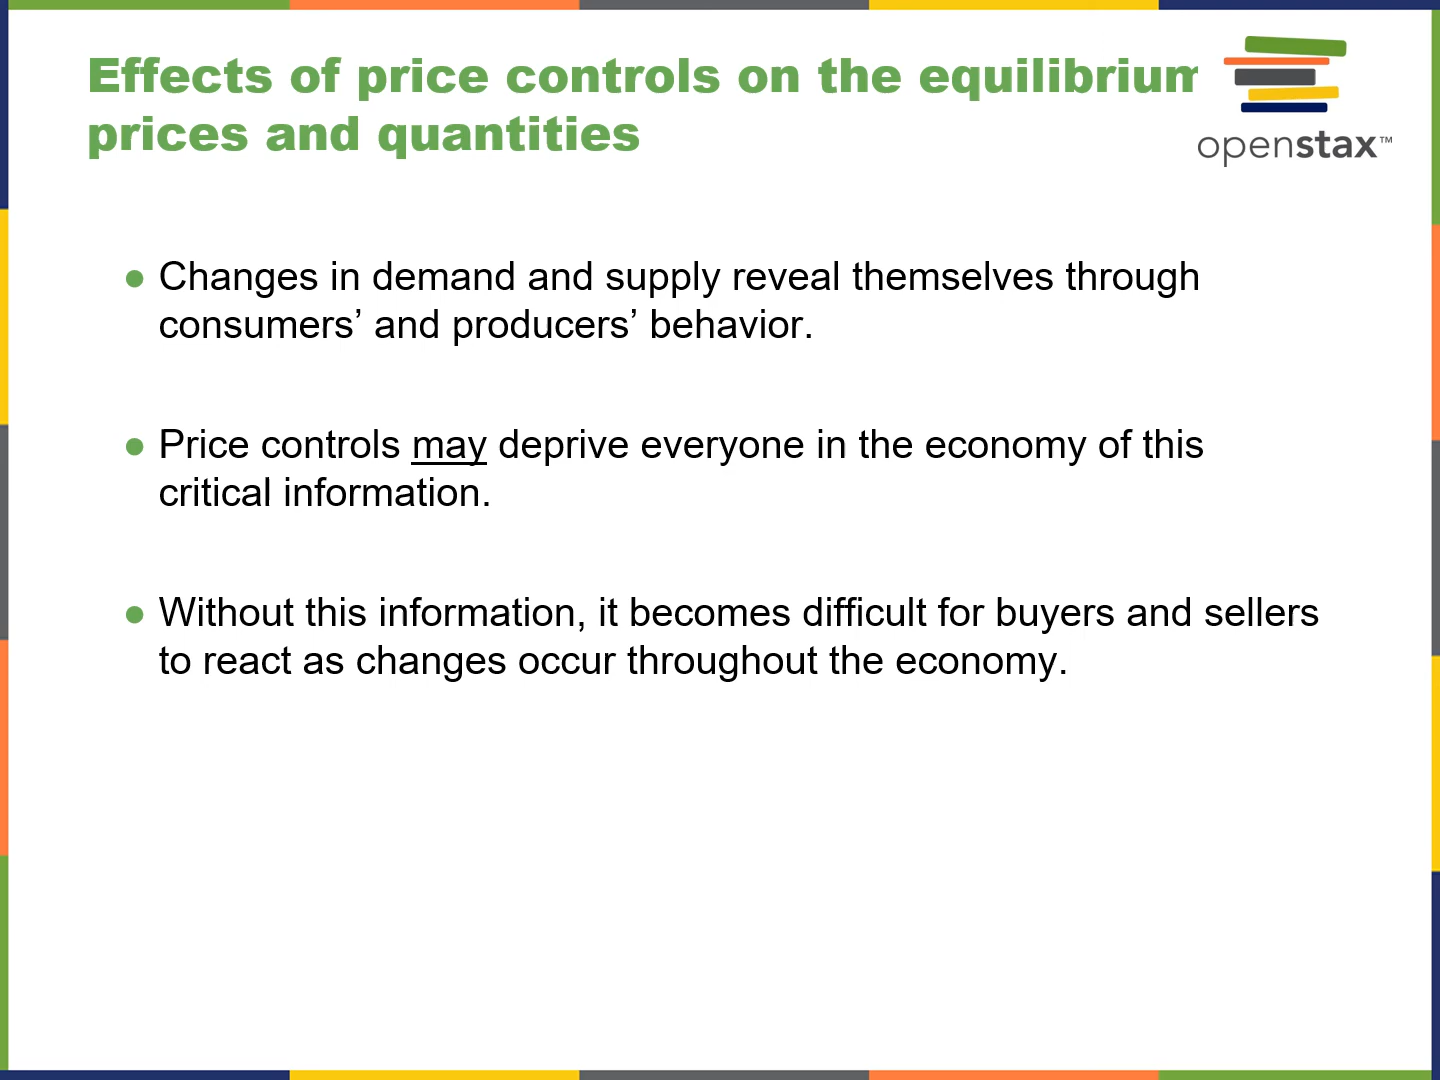 Effects of price controls on the equilibrium
prices and quantities
openstax™
● Changes in demand and supply reveal themselves through
consumers’ and producers’ behavior.
● Price controls may deprive everyone in the economy of this
critical information.
● Without this information, it becomes difficult for buyers and sellers
to react as changes occur throughout the economy.